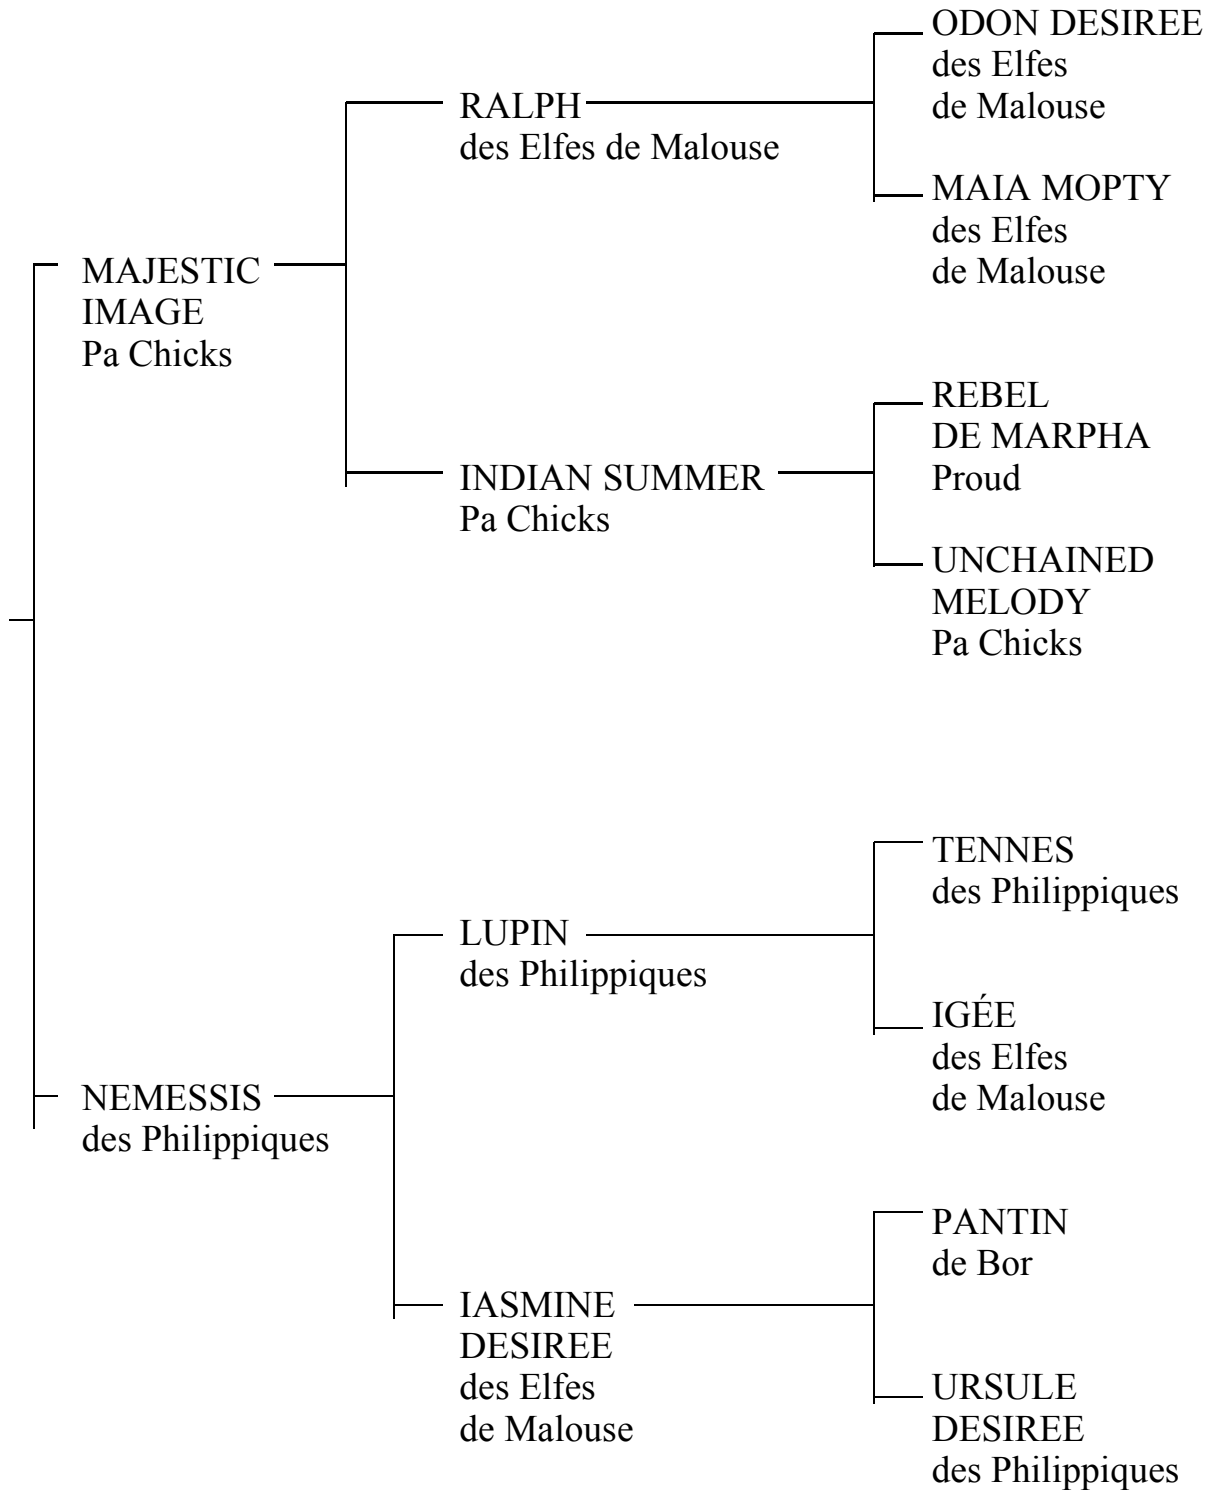 ODON DESIREE
des Elfes
de Malouse
RALPH
des Elfes de Malouse
MAIA MOPTY
des Elfes
de Malouse
MAJESTIC
IMAGE
Pa Chicks
REBEL
DE MARPHA
Proud
INDIAN SUMMER
Pa Chicks
UNCHAINED
MELODY
Pa Chicks
TENNES
des Philippiques
LUPIN
des Philippiques
IGÉE
des Elfes
de Malouse
NEMESSIS
des Philippiques
PANTIN
de Bor
IASMINE
DESIREE
des Elfes
de Malouse
URSULE
DESIREE
des Philippiques